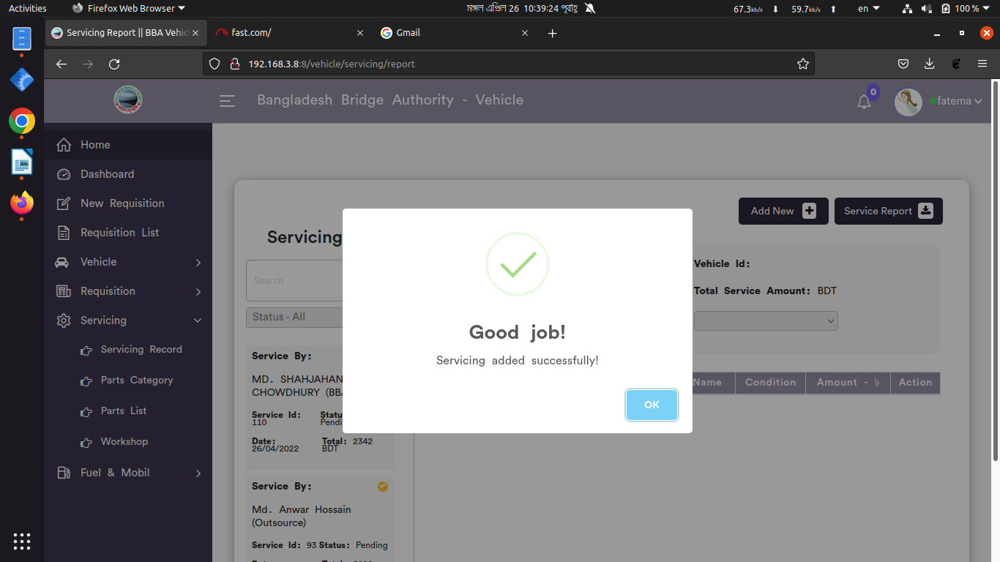 Activities
Firefox Web Browser
মঙ্গল এপ্রিল 26 10:39:24 পূর্বাহ্ণ
67.3kb/s
59.7kb/s
en
100 %
Servicing Report || BBA Vehic
fast.com/
Gmail
192.168.3.8:8/vehicle/servicing/report
Bangladesh Bridge Authority - Vehicle
0
fatema
Home
Dashboard
New Requisition
Requisition List
Vehicle
Requisition
Servicing
Servicing Record
Parts Category
Parts List
Workshop
Fuel & Mobil
Add New
Service Report
Servicing
Search
Status - All
Service By:
MD. SHAHJAHAN
CHOWDHURY (BBA
Service Id:
110
Statu
Pendi
Date:
26/04/2022
Total: 2342
BDT
Service By:
Md. Anwar Hossain
(Outsource)
Service Id: 93 Status: Pending
Good job!
Servicing added successfully!
OK
Vehicle Id:
Total Service Amount: BDT
Name
Condition
Amount - ৳
Action